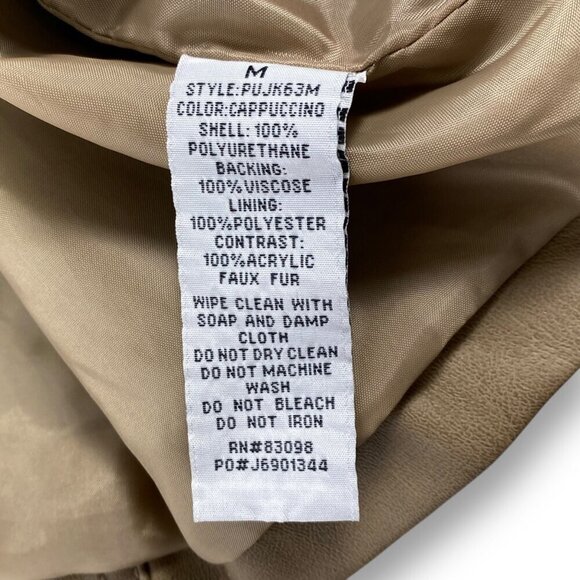 M
STYLE:PUJK63M
COLOR:CAPPUCCINO
SHELL: 100%
POLYURETHANE
BACKING:
100%VISCOSE
LINING:
100%POLYESTER
CONTRAST:
100%ACRYLIC
FAUX FUR
WIPE CLEAN WITH
SOAP AND DAMP
CLOTH
DO NOT DRY CLEAN
DO NOT MACHINE
WASH
DO NOT BLEACH
DO NOT IRON
RN#83098
PO#J6901344